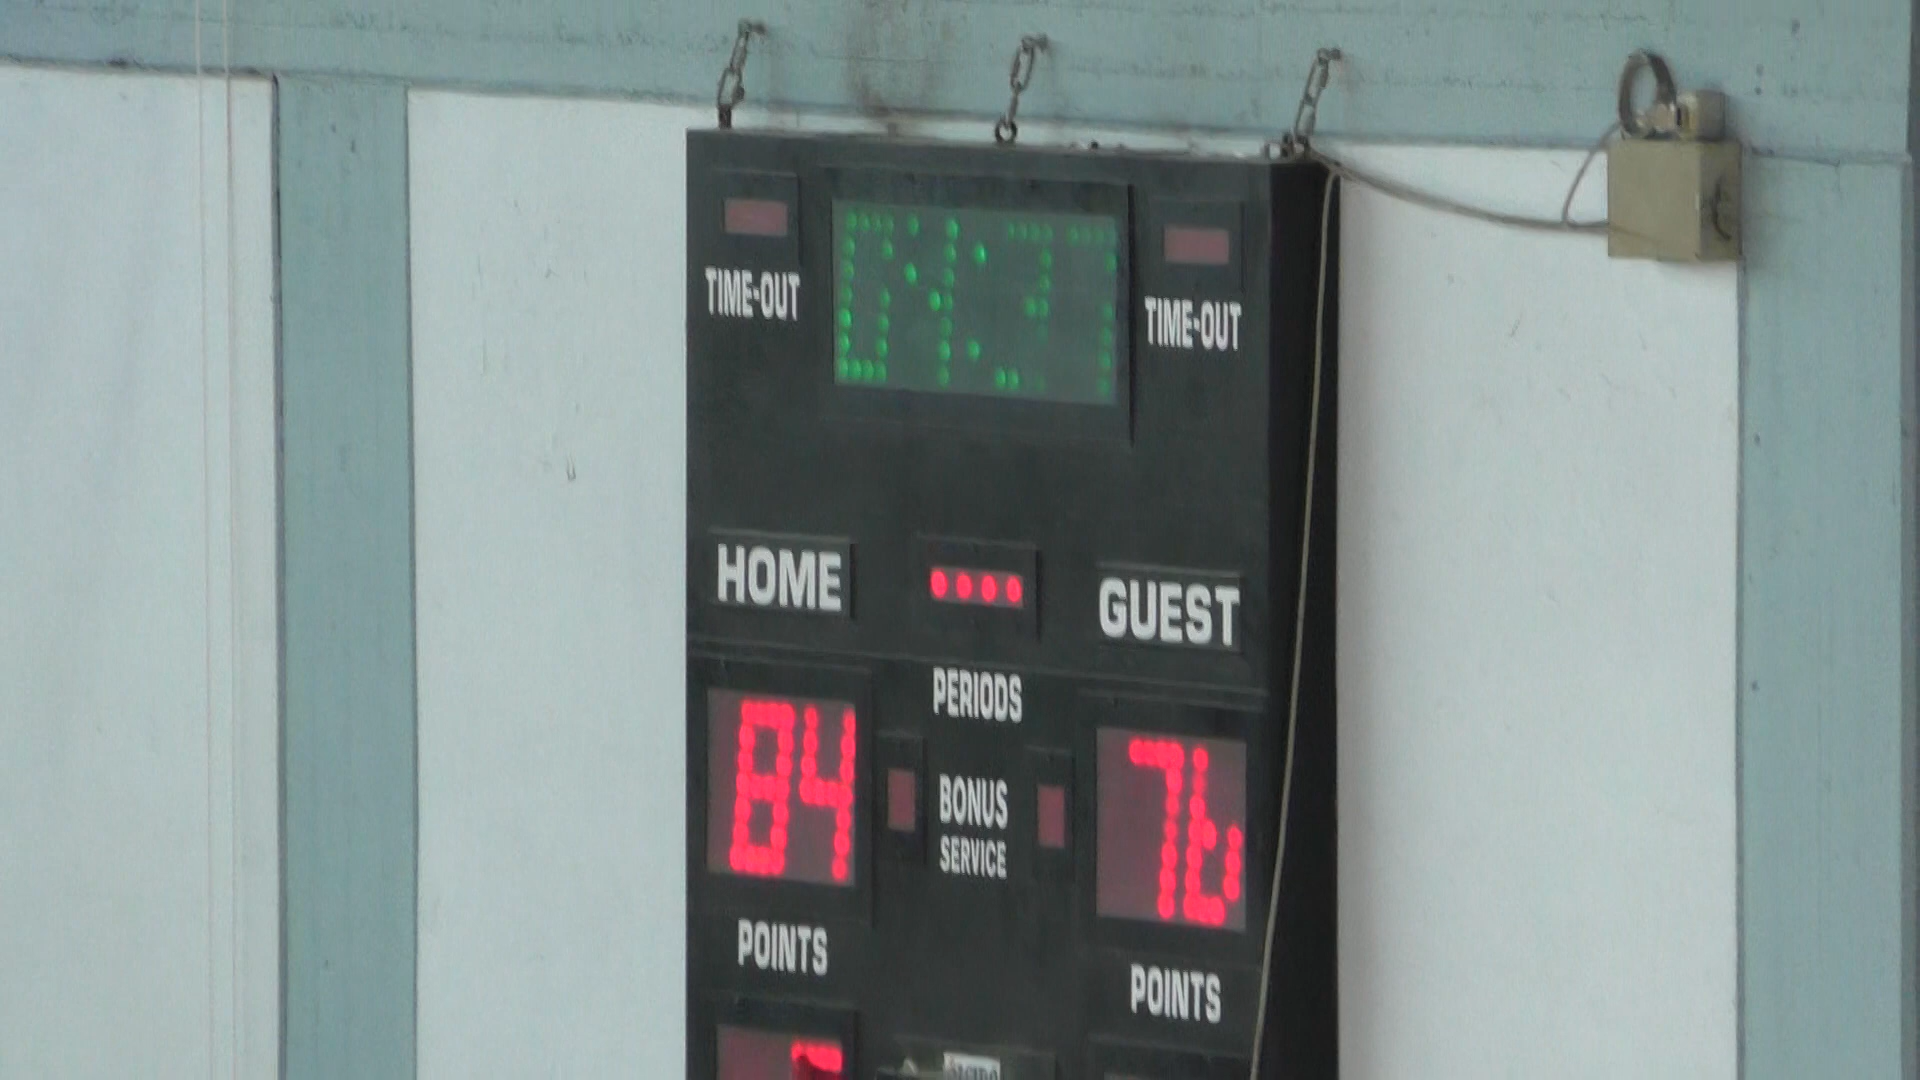 TIME-OUT
TIME-OUT
HOME
GUEST
PERIODS
84
76
BONUS
SERVICE
POINTS
POINTS